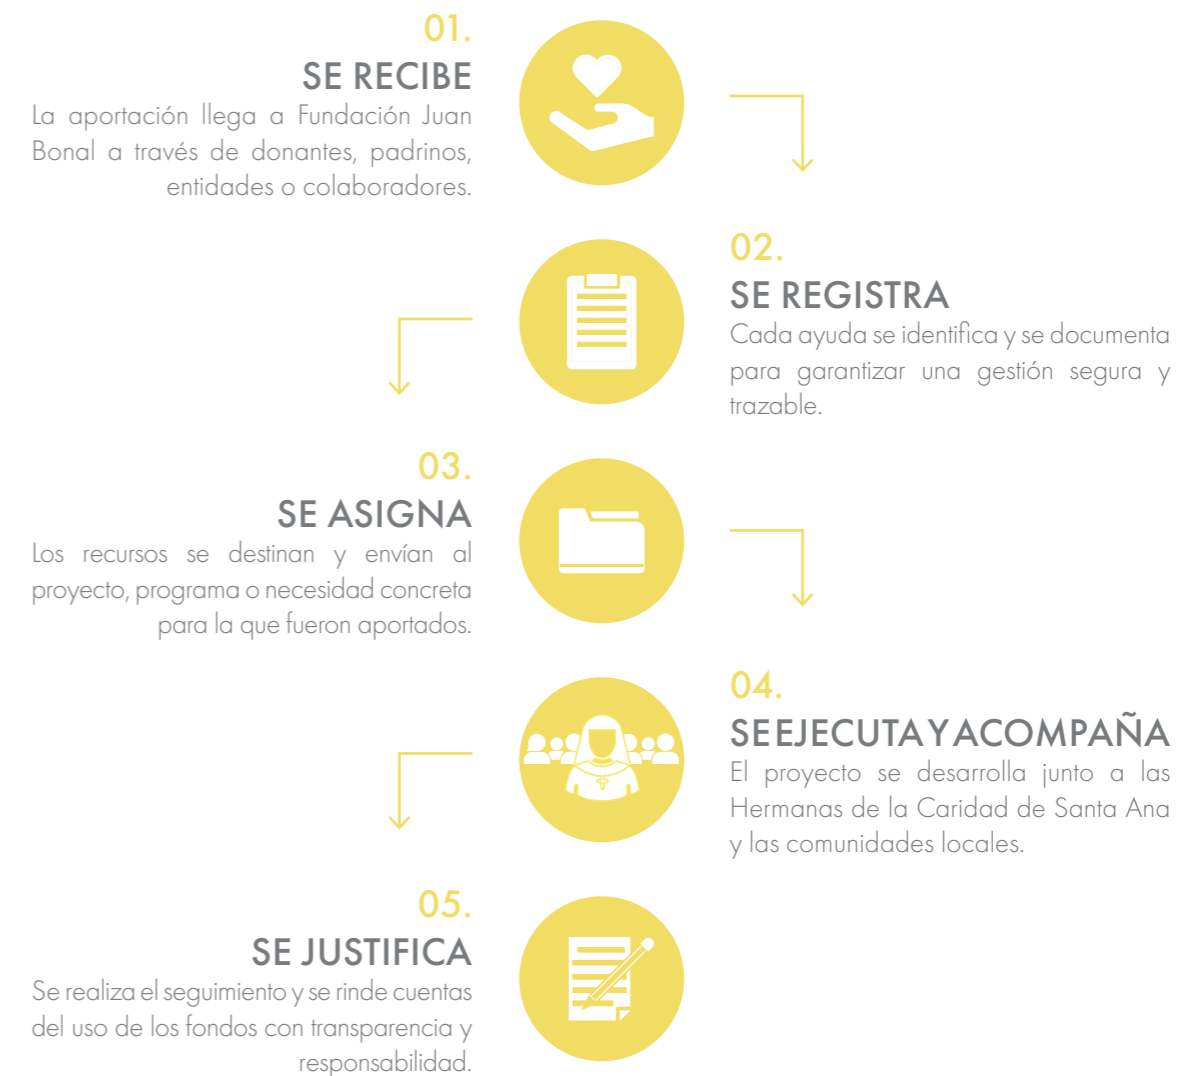 01.
SE RECIBE
La aportación llega a Fundación Juan
Bonal a través de donantes, padrinos,
entidades o colaboradores.
02.
SE REGISTRA
Cada ayuda se identifica y se documenta
para garantizar una gestión segura y
trazable.
03.
SE ASIGNA
Los recursos se destinan y envían al
proyecto, programa o necesidad concreta
para la que fueron aportados.
04.
SE EJECUTA Y ACOMPAÑA
El proyecto se desarrolla junto a las
Hermanas de la Caridad de Santa Ana
y las comunidades locales.
05.
SE JUSTIFICA
Se realiza el seguimiento y se rinde cuentas
del uso de los fondos con transparencia y
responsabilidad.